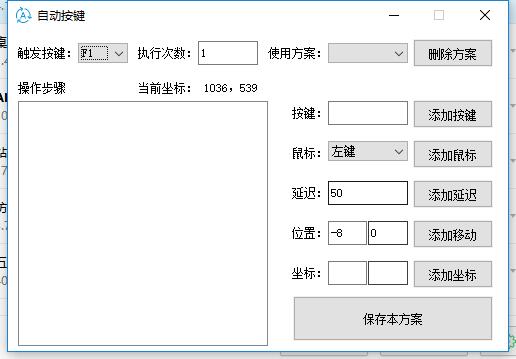 自动按键
触发按键： F1 执行次数： 1 使用方案： 删除方案
操作步骤 当前坐标： 1036，539
按键： 添加按键
鼠标： 左键 添加鼠标
延迟： 50 添加延迟
位置： -8 0 添加移动
坐标： 添加坐标
保存本方案